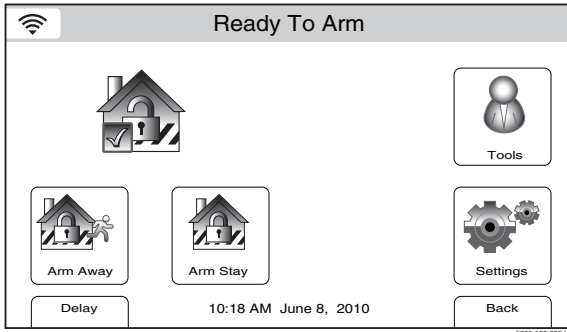 Ready To Arm
Tools
Arm Away
Arm Stay
Settings
Delay
10:18 AM June 8, 2010
Back